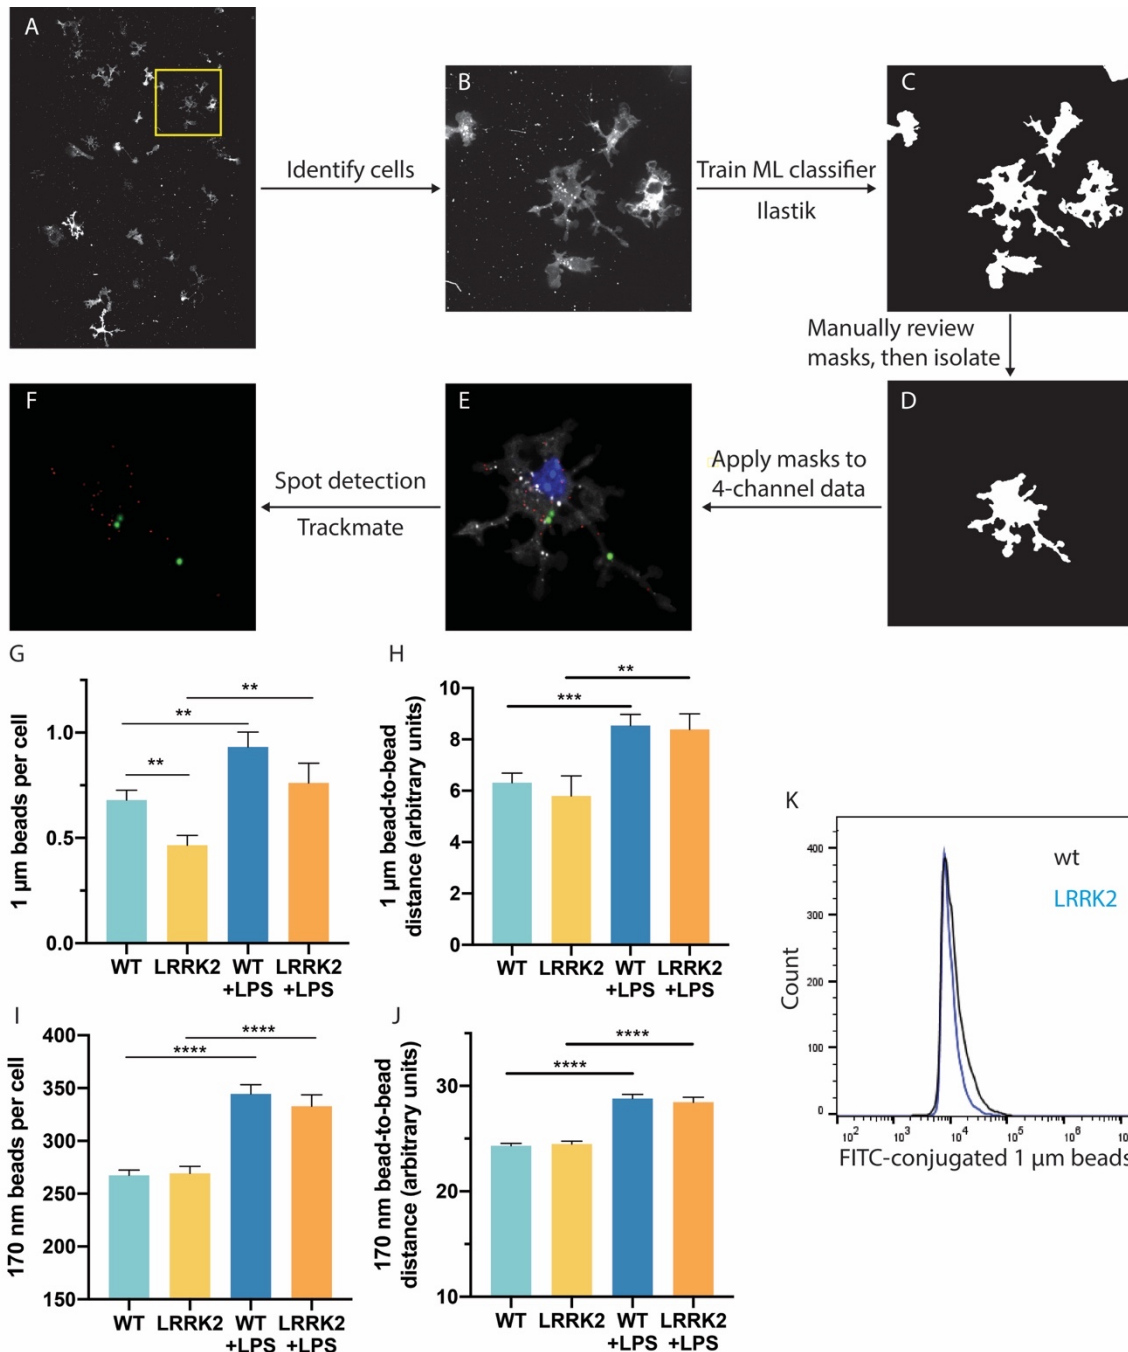 A
Identify cells
B
Train ML classifier
Ilastik
C
Manually review
masks, then isolate
F
Spot detection
Trackmate
E
Apply masks to
4-channel data
D
G
1 µm beads per cell
1.0
0.5
0.0
**
**
**
WT
LRRK2
WT
+LPS
LRRK2
+LPS
H
1 µm bead-to-bead
distance (arbitrary units)
10
8
6
4
2
0
**
***
WT
LRRK2
WT
+LPS
LRRK2
+LPS
I
170 nm beads per cell
400
350
300
250
200
150
****
****
WT
LRRK2
WT
+LPS
LRRK2
+LPS
J
170 nm bead-to-bead
distance (arbitrary units)
30
20
10
****
****
WT
LRRK2
WT
+LPS
LRRK2
+LPS
K
Count
400
300
200
100
0
wt
LRRK2
10²
10³
10⁴
10⁵
10⁶
FITC-conjugated 1 µm beads